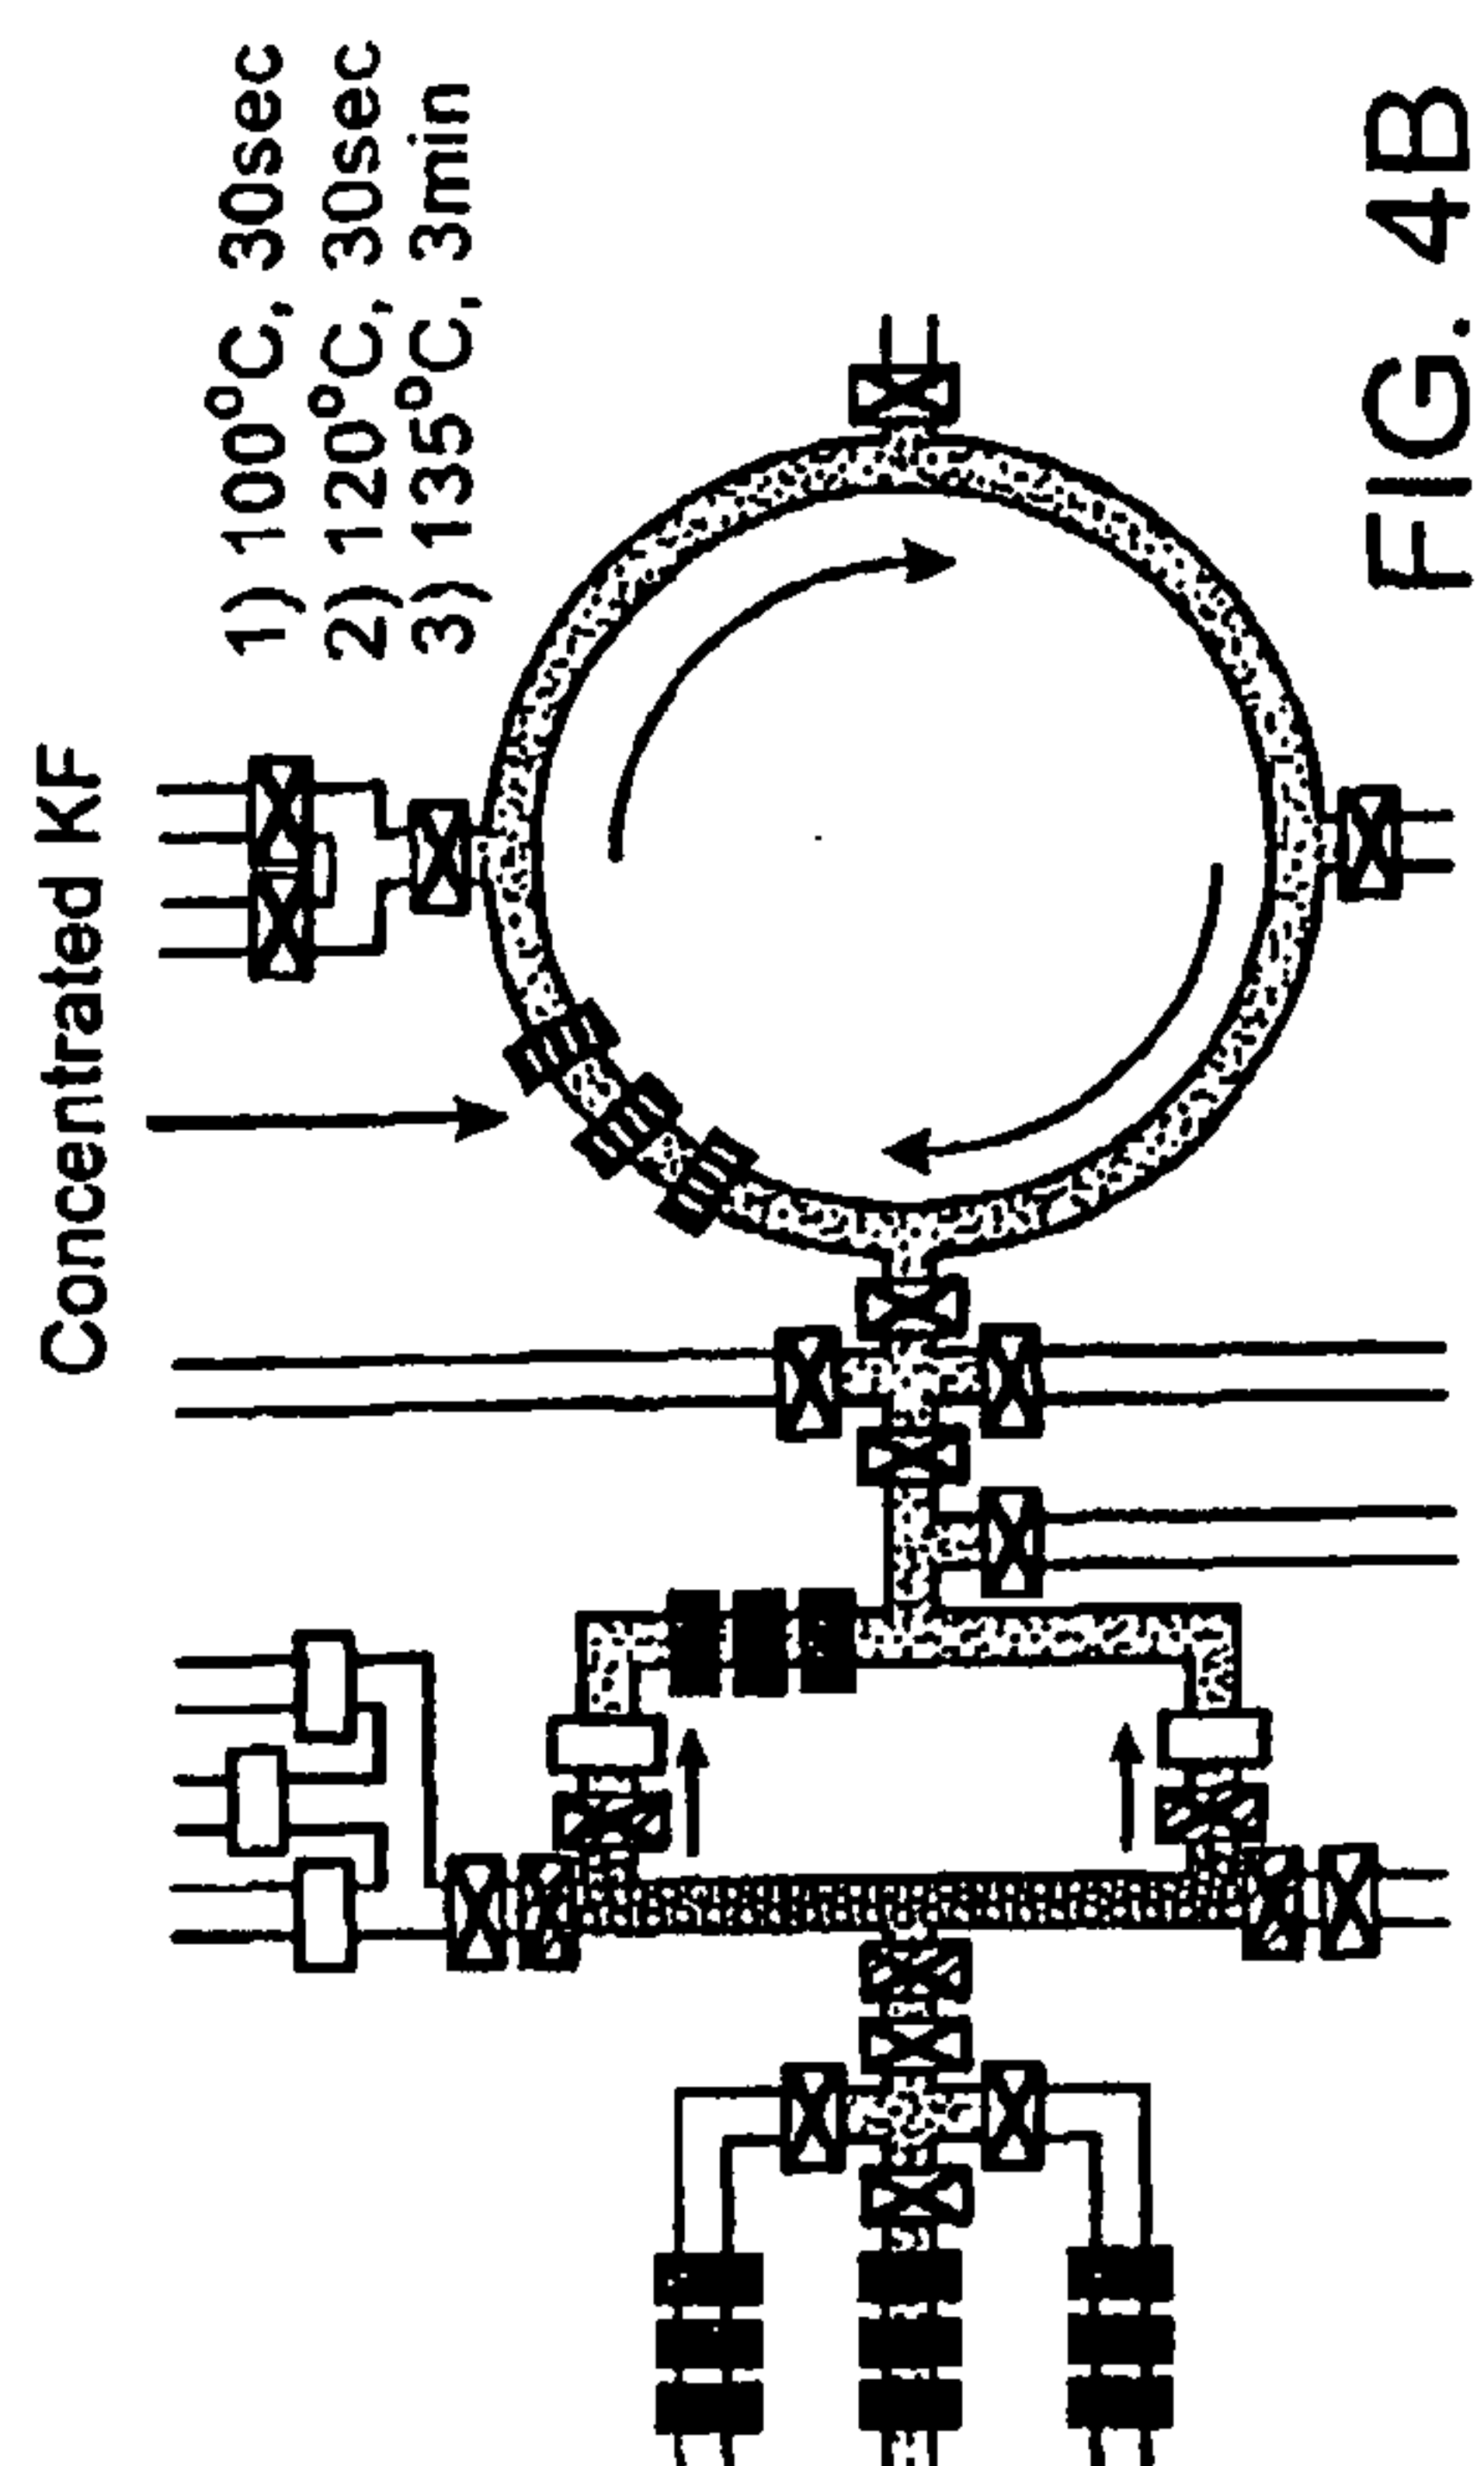 Concentrated KF
1) 100°C, 30sec
2) 120°C, 30sec
3) 135°C, 3min
FIG. 4B